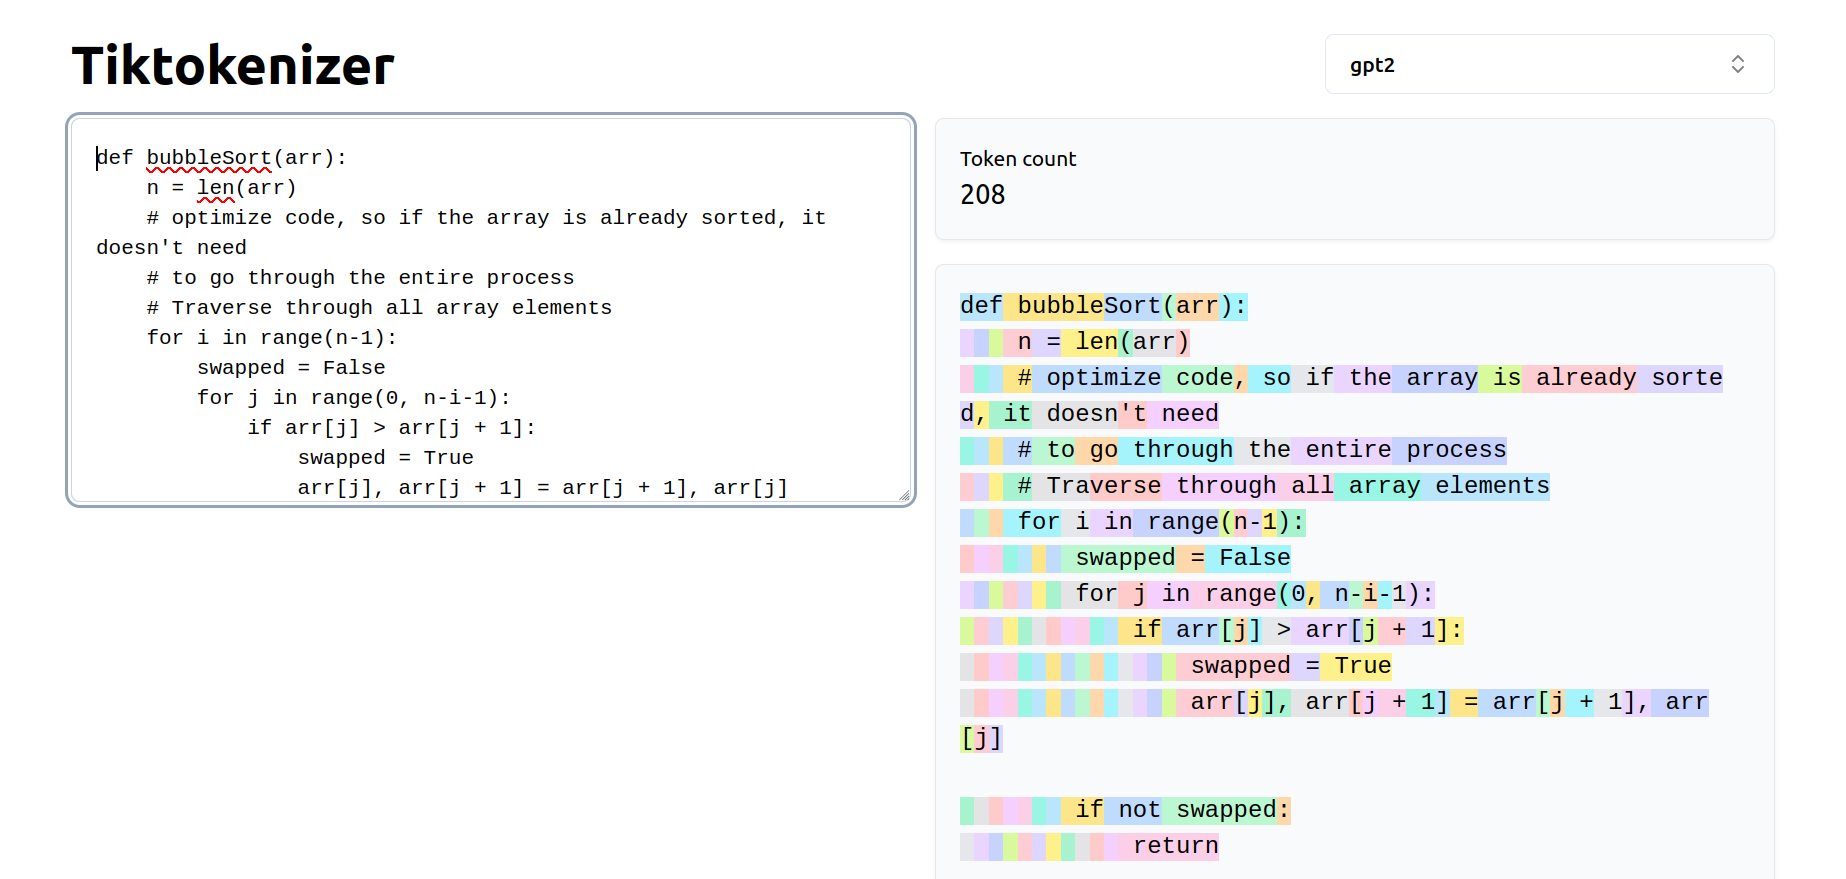 Tiktokenizer
gpt2
def bubbleSort(arr):
    n = len(arr)
    # optimize code, so if the array is already sorted, it
doesn't need
    # to go through the entire process
    # Traverse through all array elements
    for i in range(n-1):
        swapped = False
        for j in range(0, n-i-1):
            if arr[j] > arr[j + 1]:
                swapped = True
                arr[j], arr[j + 1] = arr[j + 1], arr[j]
Token count
208
def bubbleSort(arr):
    n = len(arr)
    # optimize code, so if the array is already sorte
d, it doesn't need
    # to go through the entire process
    # Traverse through all array elements
    for i in range(n-1):
        swapped = False
        for j in range(0, n-i-1):
            if arr[j] > arr[j + 1]:
                swapped = True
                arr[j], arr[j + 1] = arr[j + 1], arr
[j]
        if not swapped:
            return